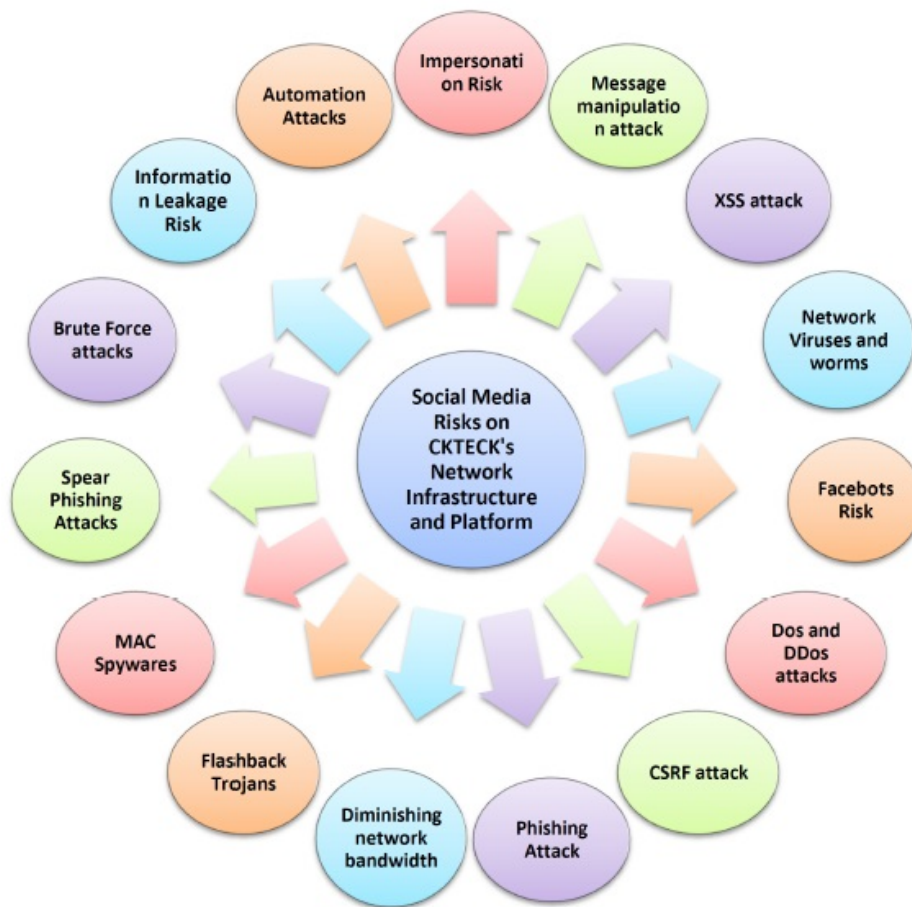 Impersonati
on Risk
Message
manipulatio
n attack
XSS attack
Network
Viruses and
worms
Facebots
Risk
Dos and
DDos
attacks
CSRF attack
Phishing
Attack
Diminishing
network
bandwidth
Flashback
Trojans
MAC
Spywares
Spear
Phishing
Attacks
Brute Force
attacks
Informatio
n Leakage
Risk
Automation
Attacks
Social Media
Risks on
CKTECK's
Network
Infrastructure
and Platform